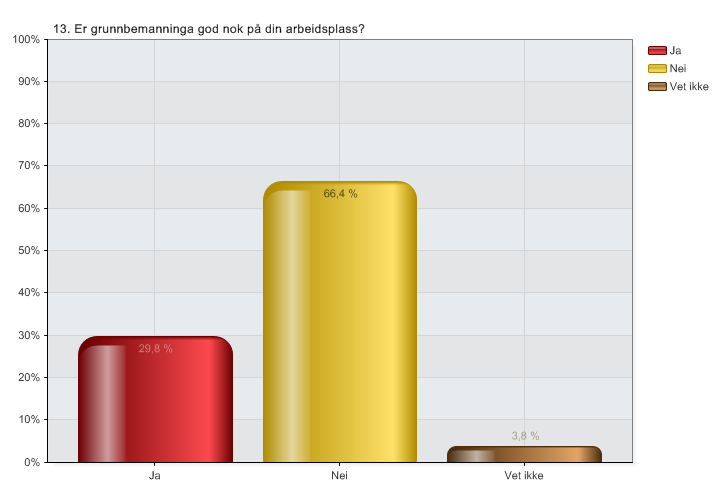 13. Er grunnbemanninga god nok på din arbeidsplass?
100%
90%
80%
70%
60%
50%
40%
30%
20%
10%
0%
66,4 %
29,8 %
3,8 %
Ja
Nei
Vet ikke
Ja
Nei
Vet ikke